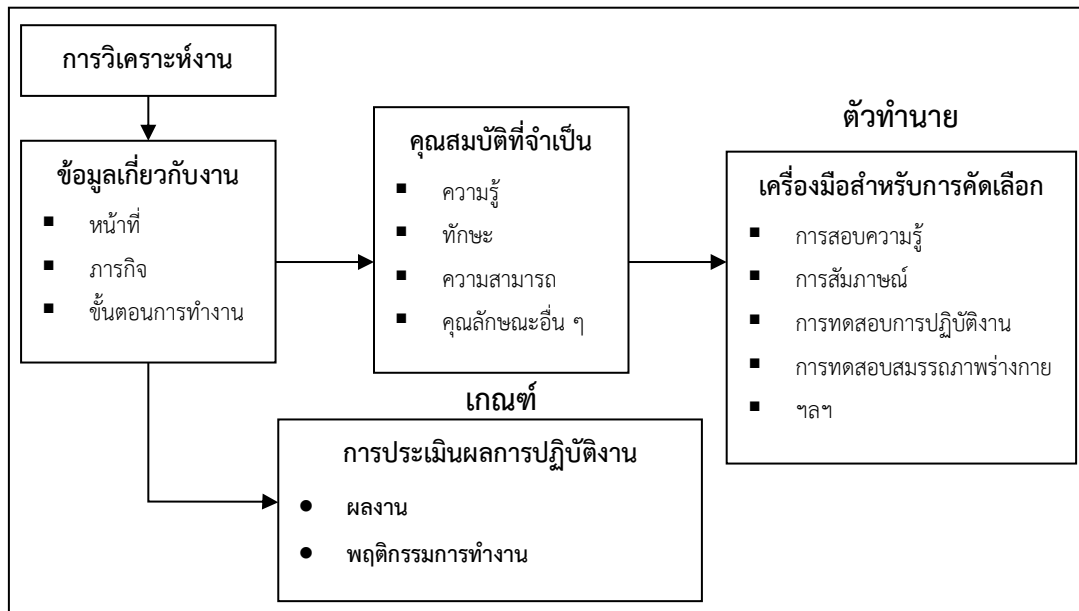 การวิเคราะห์งาน
ข้อมูลเกี่ยวกับงาน
■ หน้าที่
■ ภารกิจ
■ ขั้นตอนการทำงาน
คุณสมบัติที่จำเป็น
■ ความรู้
■ ทักษะ
■ ความสามารถ
■ คุณลักษณะอื่น ๆ
ตัวทำนาย
เครื่องมือสำหรับการคัดเลือก
■ การสอบความรู้
■ การสัมภาษณ์
■ การทดสอบการปฏิบัติงาน
■ การทดสอบสมรรถภาพร่างกาย
■ ฯลฯ
เกณฑ์
การประเมินผลการปฏิบัติงาน
● ผลงาน
● พฤติกรรมการทำงาน